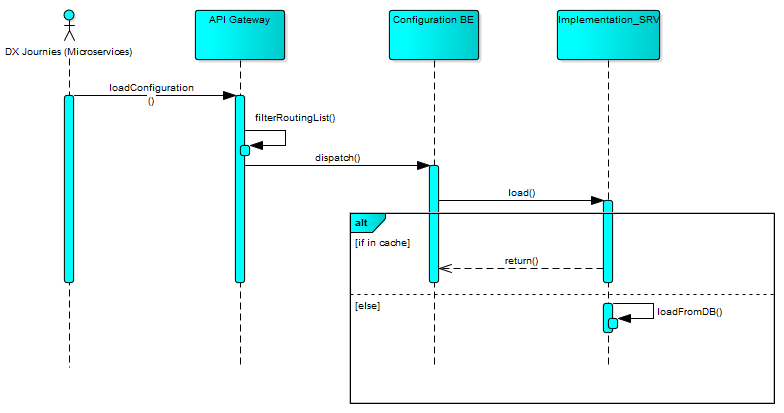 API Gateway
Configuration BE
Implementation_SRV
DX Journies (Microservices)
loadConfiguration
()
filterRoutingList()
dispatch()
load()
alt
[if in cache]
return()
[else]
loadFromDB()